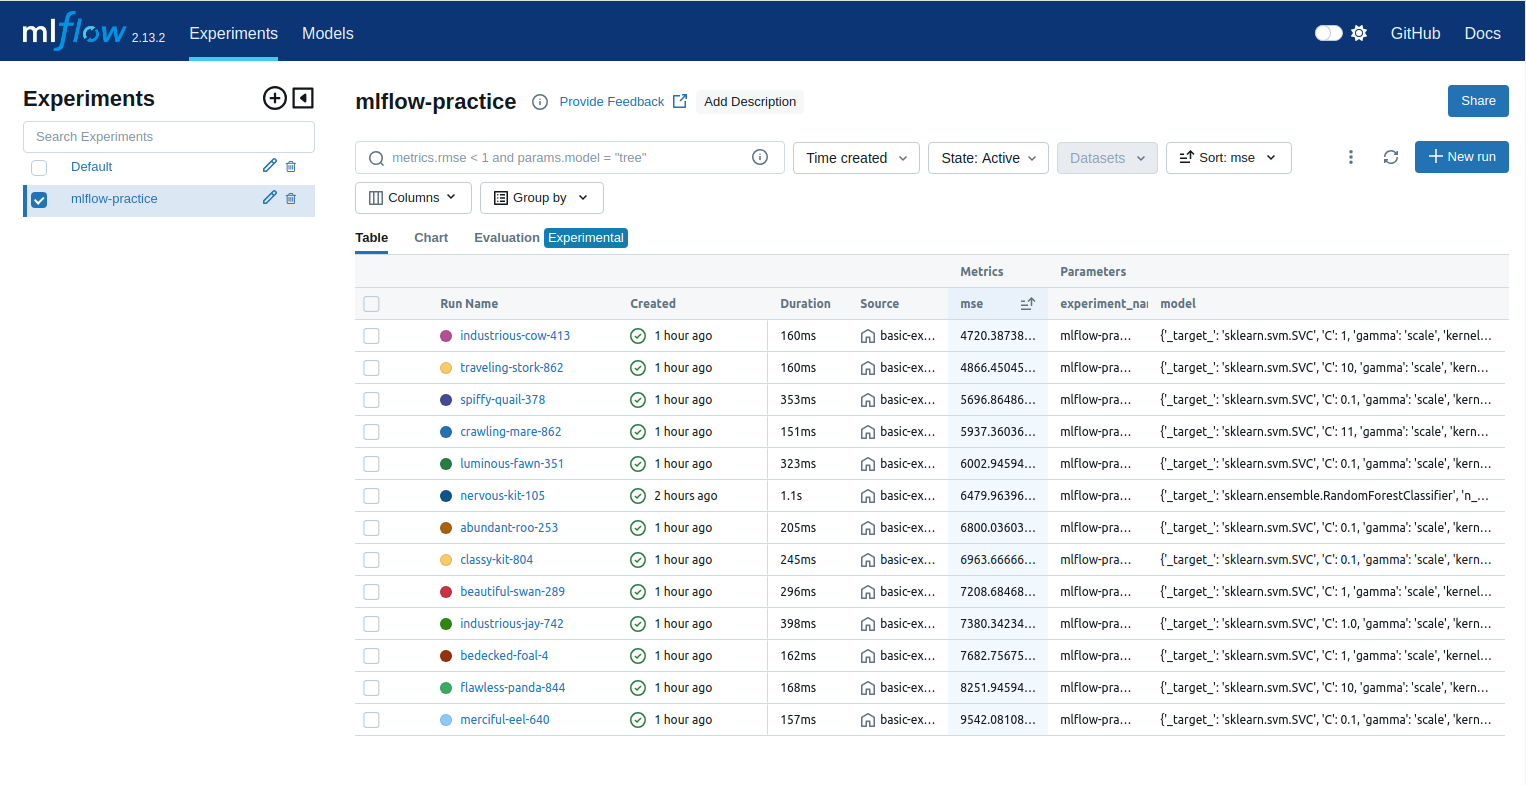 mlflow 2.13.2 Experiments Models GitHub Docs
Experiments
Search Experiments
Default
mlflow-practice
mlflow-practice Provide Feedback Add Description Share
metrics.rmse < 1 and params.model = "tree" Time created State: Active Datasets Sort: mse New run
Columns Group by
Table Chart Evaluation Experimental
Metrics Parameters
Run Name Created Duration Source mse experiment_nar model
industrious-cow-413 1 hour ago 160ms basic-ex... 4720.38738... mlflow-pra... {'_target_': 'sklearn.svm.SVC', 'C': 1, 'gamma': 'scale', 'kernel...
traveling-stork-862 1 hour ago 160ms basic-ex... 4866.45045... mlflow-pra... {'_target_': 'sklearn.svm.SVC', 'C': 10, 'gamma': 'scale', 'kern...
spiffy-quail-378 1 hour ago 353ms basic-ex... 5696.86486... mlflow-pra... {'_target_': 'sklearn.svm.SVC', 'C': 0.1, 'gamma': 'scale', 'kern...
crawling-mare-862 1 hour ago 151ms basic-ex... 5937.36036... mlflow-pra... {'_target_': 'sklearn.svm.SVC', 'C': 11, 'gamma': 'scale', 'kern...
luminous-fawn-351 1 hour ago 323ms basic-ex... 6002.94594... mlflow-pra... {'_target_': 'sklearn.svm.SVC', 'C': 0.1, 'gamma': 'scale', 'kern...
nervous-kit-105 2 hours ago 1.1s basic-ex... 6479.96396... mlflow-pra... {'_target_': 'sklearn.ensemble.RandomForestClassifier', 'n_...
abundant-roo-253 1 hour ago 205ms basic-ex... 6800.03603... mlflow-pra... {'_target_': 'sklearn.svm.SVC', 'C': 0.1, 'gamma': 'scale', 'kern...
classy-kit-804 1 hour ago 245ms basic-ex... 6963.66666... mlflow-pra... {'_target_': 'sklearn.svm.SVC', 'C': 0.1, 'gamma': 'scale', 'kern...
beautiful-swan-289 1 hour ago 296ms basic-ex... 7208.68468... mlflow-pra... {'_target_': 'sklearn.svm.SVC', 'C': 1, 'gamma': 'scale', 'kernel...
industrious-jay-742 1 hour ago 398ms basic-ex... 7380.34234... mlflow-pra... {'_target_': 'sklearn.svm.SVC', 'C': 1.0, 'gamma': 'scale', 'kern...
bedecked-foal-4 1 hour ago 162ms basic-ex... 7682.75675... mlflow-pra... {'_target_': 'sklearn.svm.SVC', 'C': 1, 'gamma': 'scale', 'kernel...
flawless-panda-844 1 hour ago 168ms basic-ex... 8251.94594... mlflow-pra... {'_target_': 'sklearn.svm.SVC', 'C': 10, 'gamma': 'scale', 'kern...
merciful-eel-640 1 hour ago 157ms basic-ex... 9542.08108... mlflow-pra... {'_target_': 'sklearn.svm.SVC', 'C': 0.1, 'gamma': 'scale', 'kern...